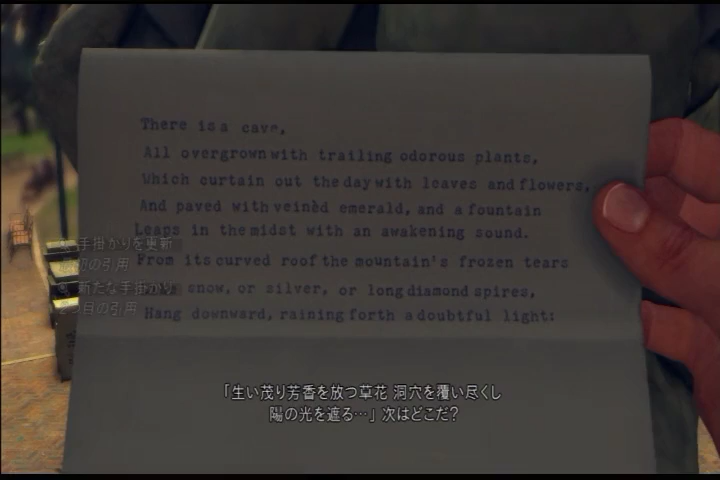 There is a cave,
All overgrown with trailing odorous plants,
Which curtain out the day with leaves and flowers,
And paved with veinèd emerald, and a fountain
Leaps in the midst with an awakening sound.
From its curved roof the mountain's frozen tears
snow, or silver, or long diamond spires,
Hang downward, raining forth a doubtful light:
手掛かりを更新
の引用
新たな手掛かり
2つ目の引用
「生い茂り芳香を放つ草花 洞穴を覆い尽くし
陽の光を遮る…」次はどこだ?